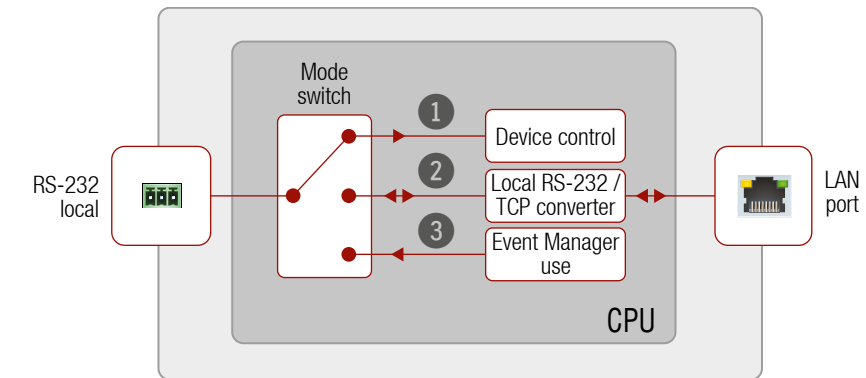 Mode
switch
1
Device control
RS-232
local
2
Local RS-232 /
TCP converter
LAN
port
3
Event Manager
use
CPU